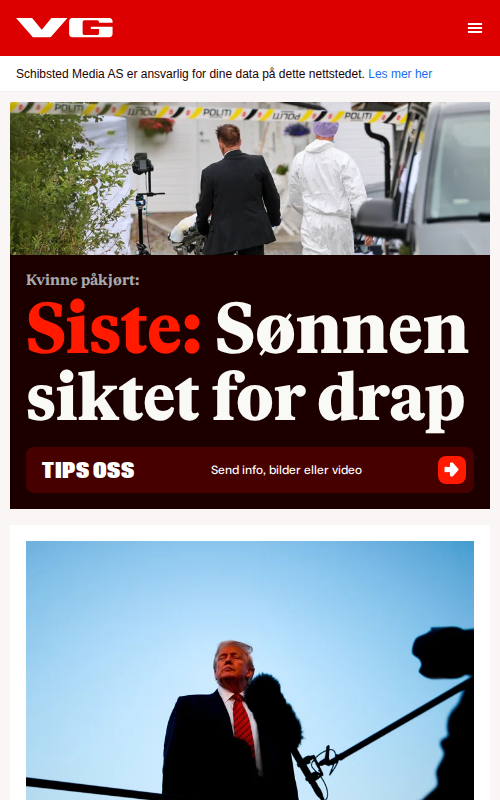 VG
Schibsted Media AS er ansvarlig for dine data på dette nettstedet. Les mer her
POLITI POLITI POLITI POLITI
Kvinne påkjørt:
Siste: Sønnen
siktet for drap
TIPS OSS Send info, bilder eller video